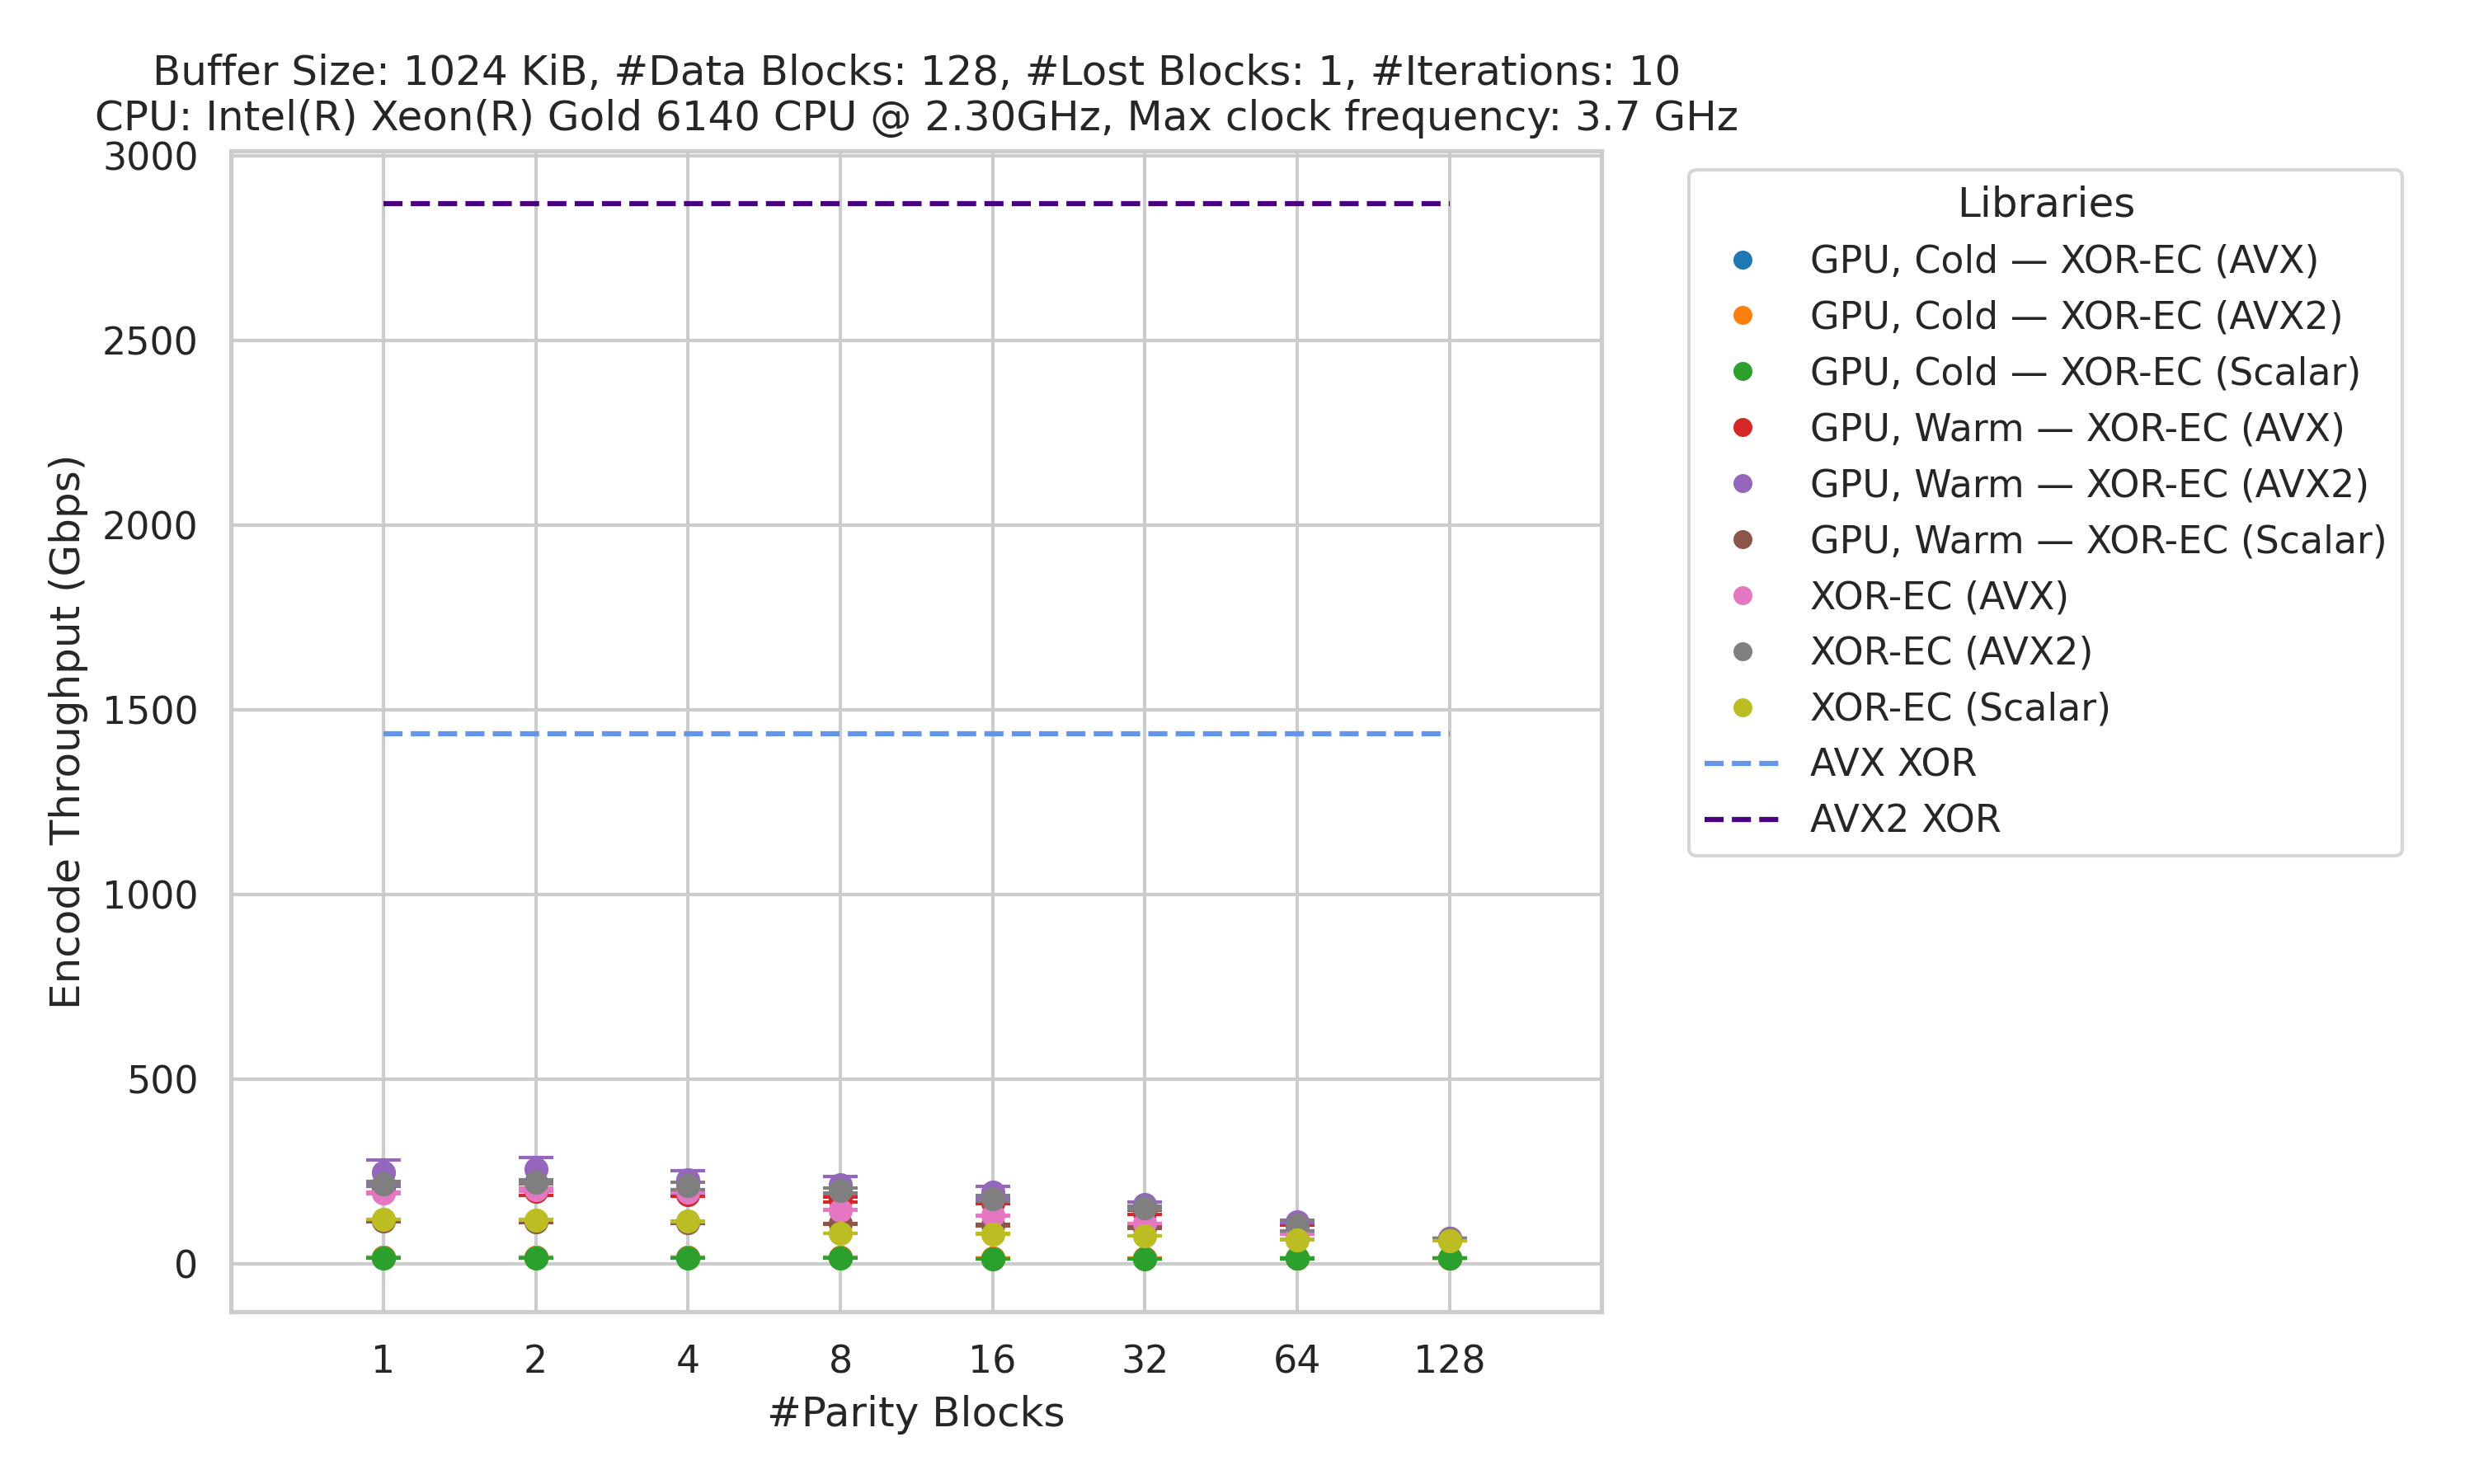 Buffer Size: 1024 KiB, #Data Blocks: 128, #Lost Blocks: 1, #Iterations: 10
CPU: Intel(R) Xeon(R) Gold 6140 CPU @ 2.30GHz, Max clock frequency: 3.7 GHz
Encode Throughput (Gbps)
3000
2500
2000
1500
1000
500
0
1 2 4 8 16 32 64 128
#Parity Blocks
Libraries
GPU, Cold — XOR-EC (AVX)
GPU, Cold — XOR-EC (AVX2)
GPU, Cold — XOR-EC (Scalar)
GPU, Warm — XOR-EC (AVX)
GPU, Warm — XOR-EC (AVX2)
GPU, Warm — XOR-EC (Scalar)
XOR-EC (AVX)
XOR-EC (AVX2)
XOR-EC (Scalar)
AVX XOR
AVX2 XOR